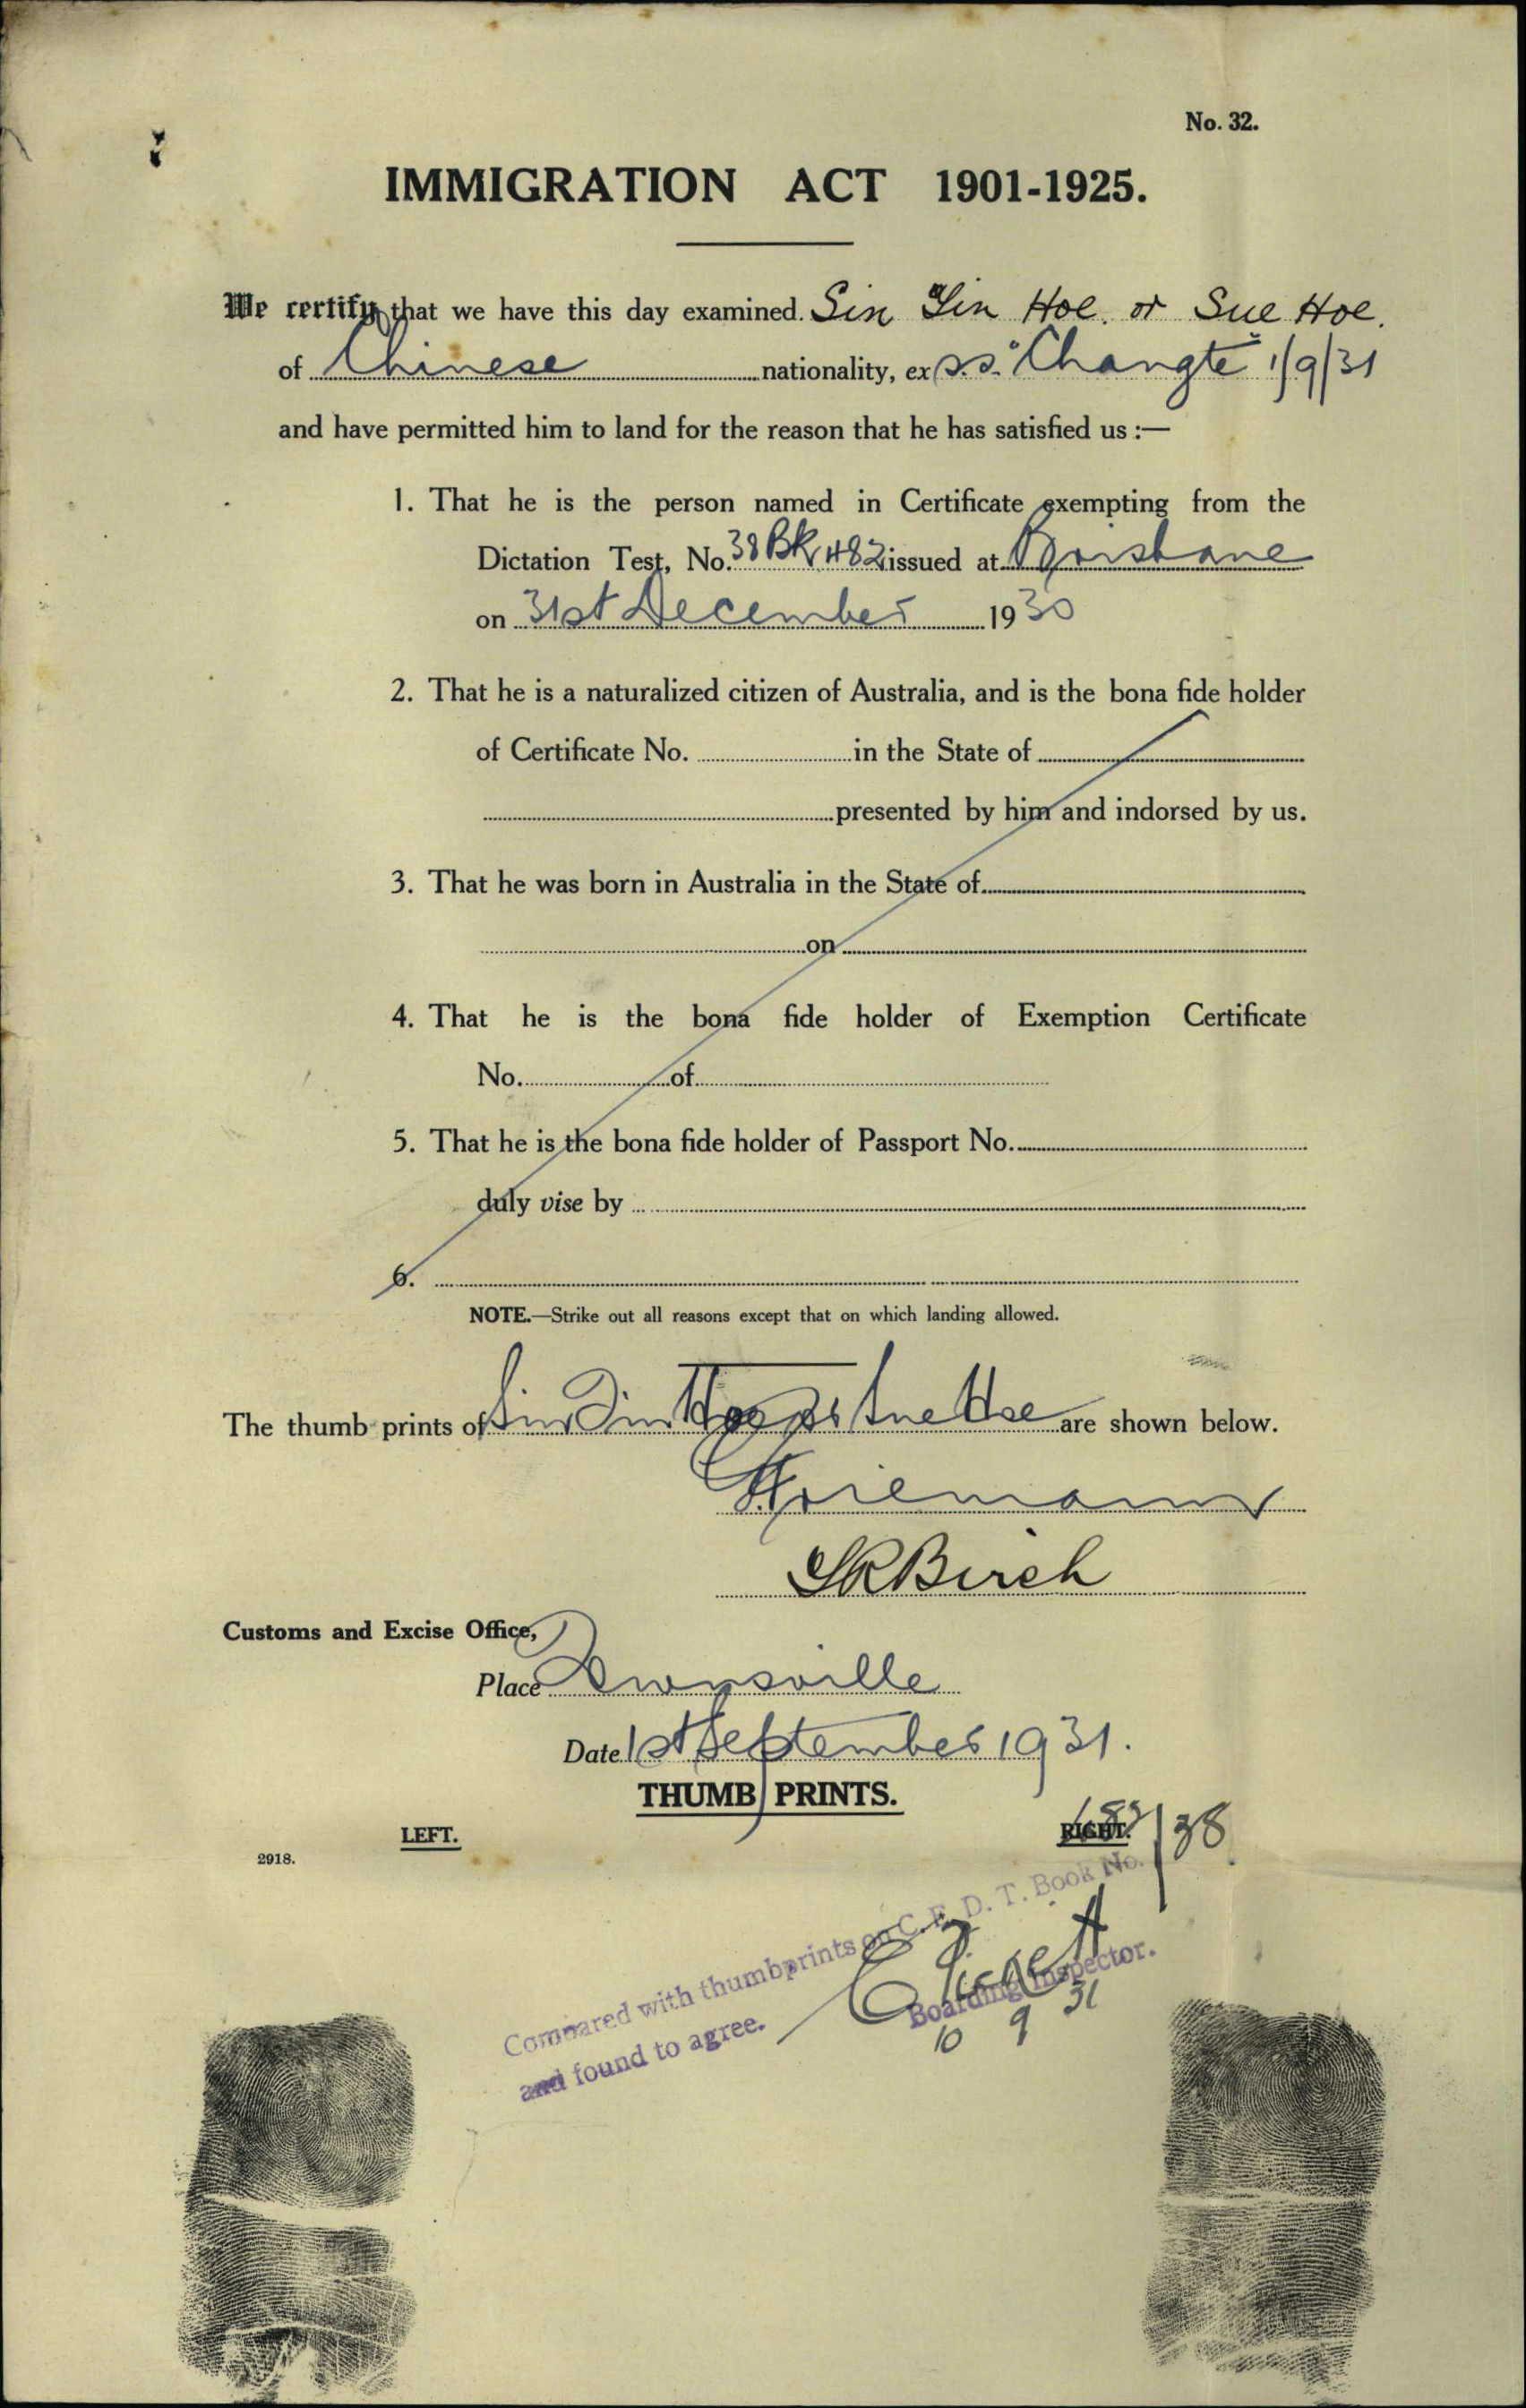 No. 32.
IMMIGRATION ACT 1901-1925.
We certify that we have this day examined Sin Yin Hoe. or Sue Hoe.
of Chinese nationality, ex s.s. "Changte" 1/9/31
and have permitted him to land for the reason that he has satisfied us :—
1. That he is the person named in Certificate exempting from the
Dictation Test, No. 38 Bk 482 issued at Brisbane
on 31st December 1930
2. That he is a naturalized citizen of Australia, and is the bona fide holder
of Certificate No. in the State of
presented by him and indorsed by us.
3. That he was born in Australia in the State of
on
4. That he is the bona fide holder of Exemption Certificate
No. of
5. That he is the bona fide holder of Passport No.
duly vise by
6.
NOTE.—Strike out all reasons except that on which landing allowed.
The thumb prints of Sin Yin Hoe or Sue Hoe are shown below.
Birch
Customs and Excise Office,
Place Townsville
Date 1st September 1931.
THUMB PRINTS.
LEFT.
RIGHT.
482/38
2918.
Compared with thumbprints on C. E. D. T. Book No.
and found to agree.
Boarding Inspector.
10 9 31